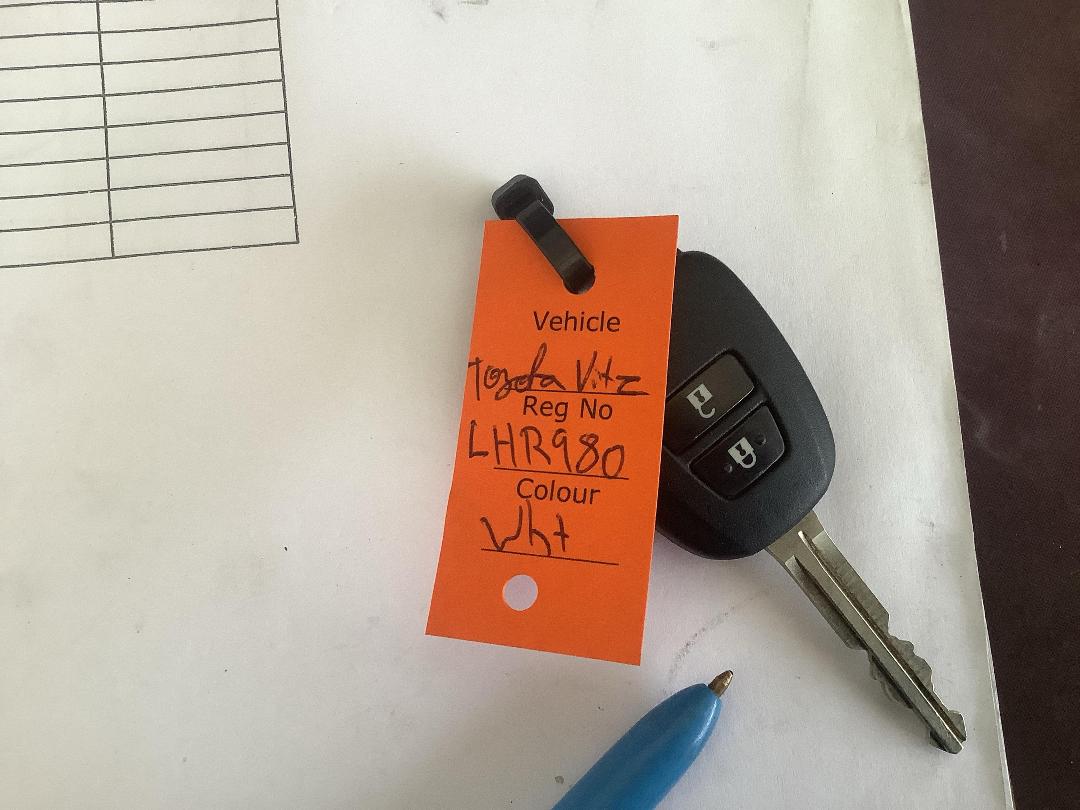 Vehicle
Toyota Vitz
Reg No
LHR980
Colour
Wht